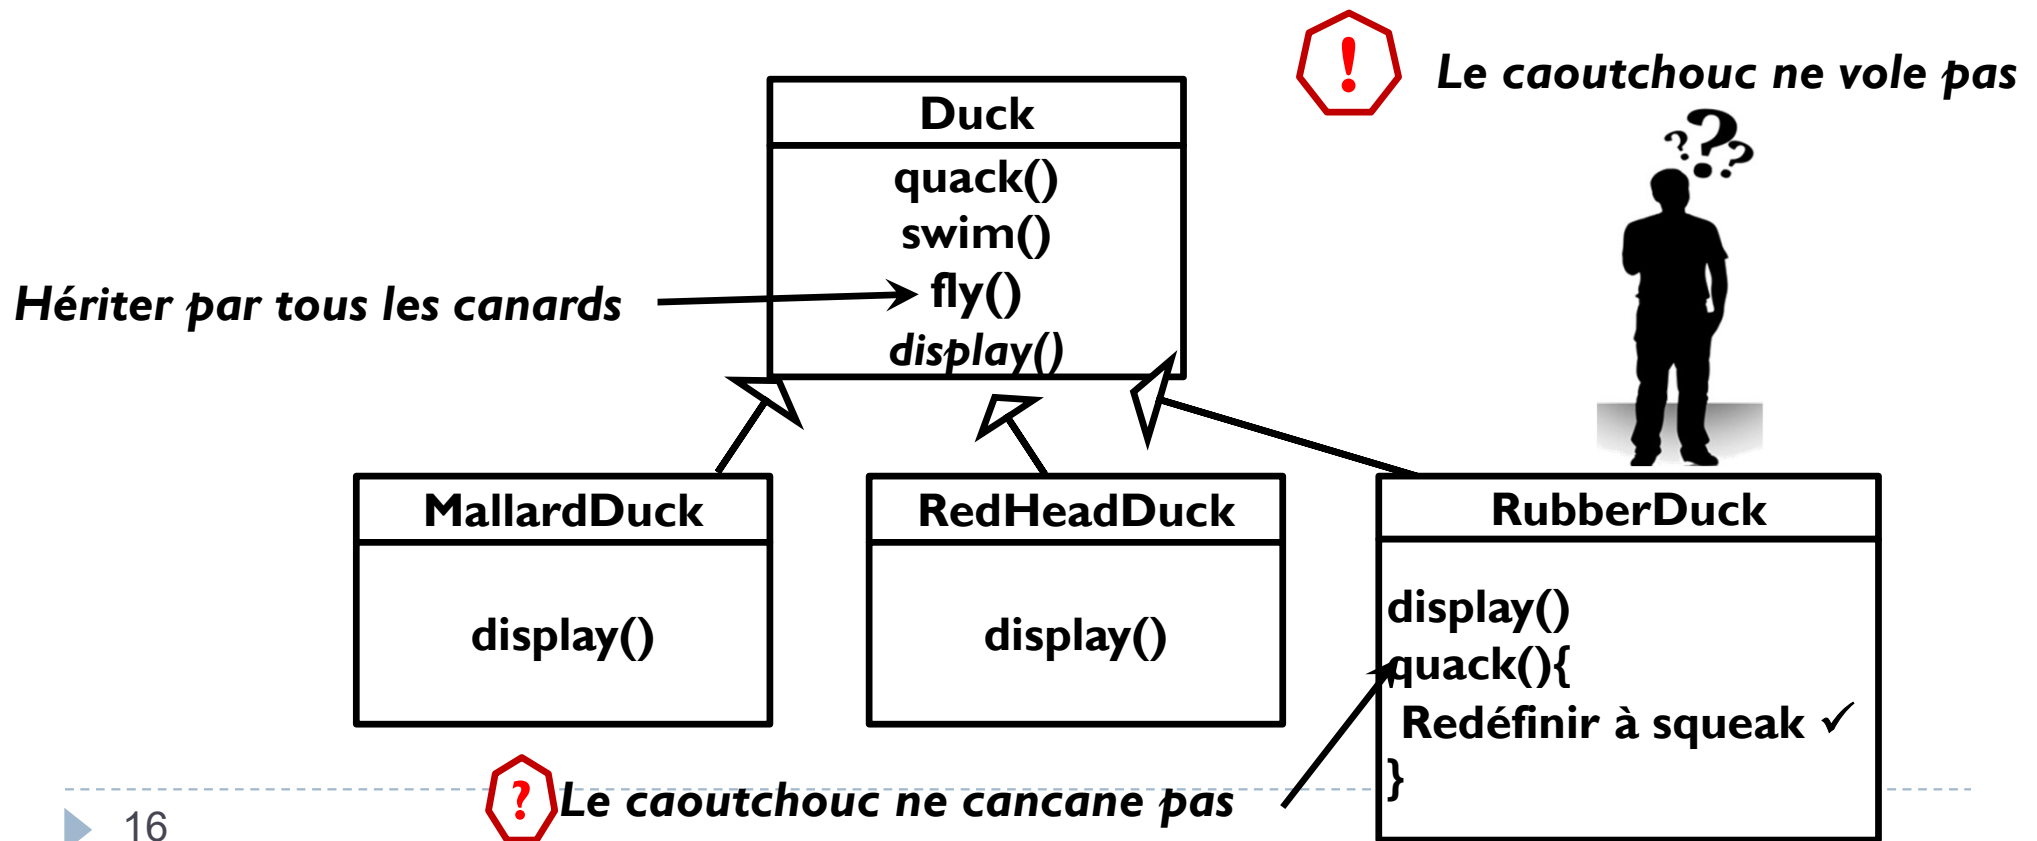 !
Le caoutchouc ne vole pas
???
Duck
quack()
swim()
fly()
display()
Hériter par tous les canards
MallardDuck
display()
RedHeadDuck
display()
RubberDuck
display()
quack(){
Redéfinir à squeak ✓
}
?
Le caoutchouc ne cancane pas
16